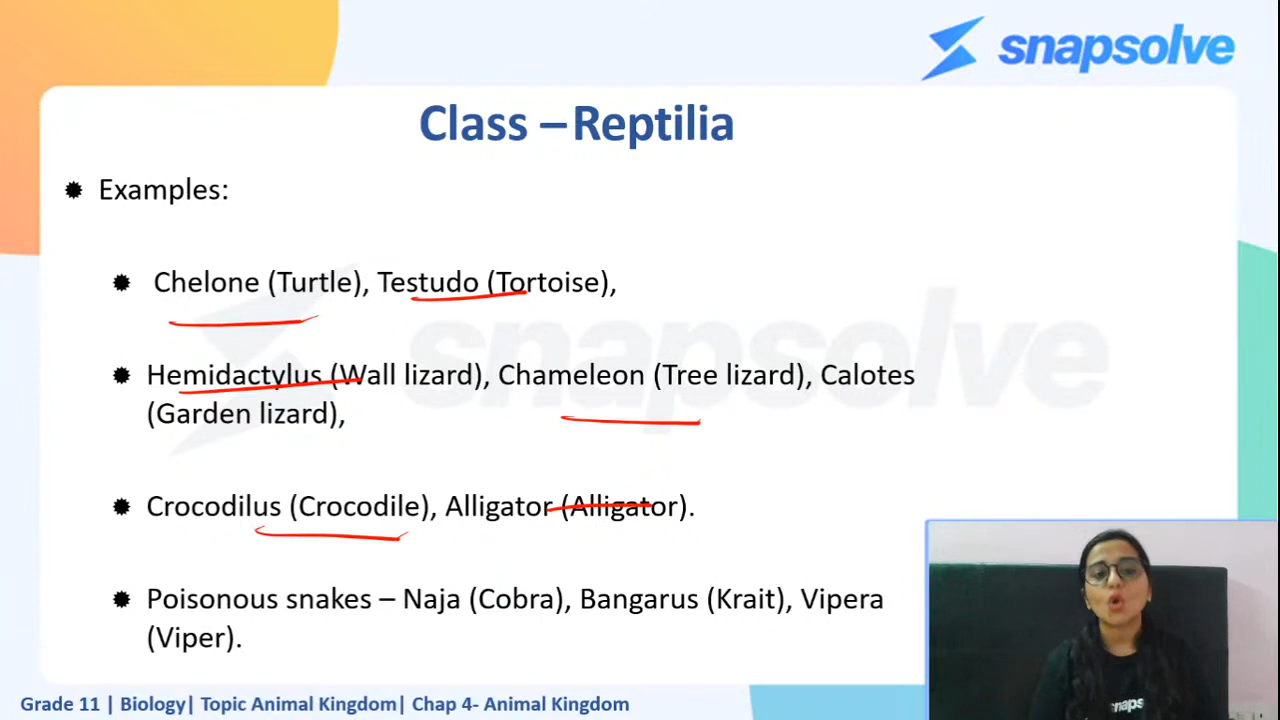 snapsolve
Class – Reptilia
Examples:
Chelone (Turtle), Testudo (Tortoise),
snapsolve
Hemidactylus (Wall lizard), Chameleon (Tree lizard), Calotes
(Garden lizard),
Crocodilus (Crocodile), Alligator (Alligator).
Poisonous snakes – Naja (Cobra), Bangarus (Krait), Vipera
(Viper).
snaps
Grade 11 | Biology| Topic Animal Kingdom| Chap 4- Animal Kingdom